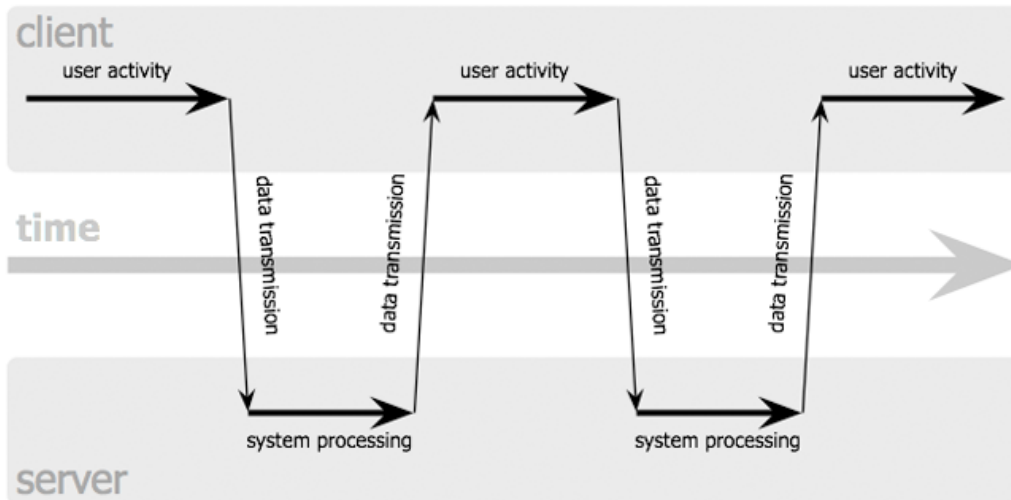 client
user activity
user activity
user activity
data transmission
data transmission
data transmission
data transmission
time
system processing
system processing
server